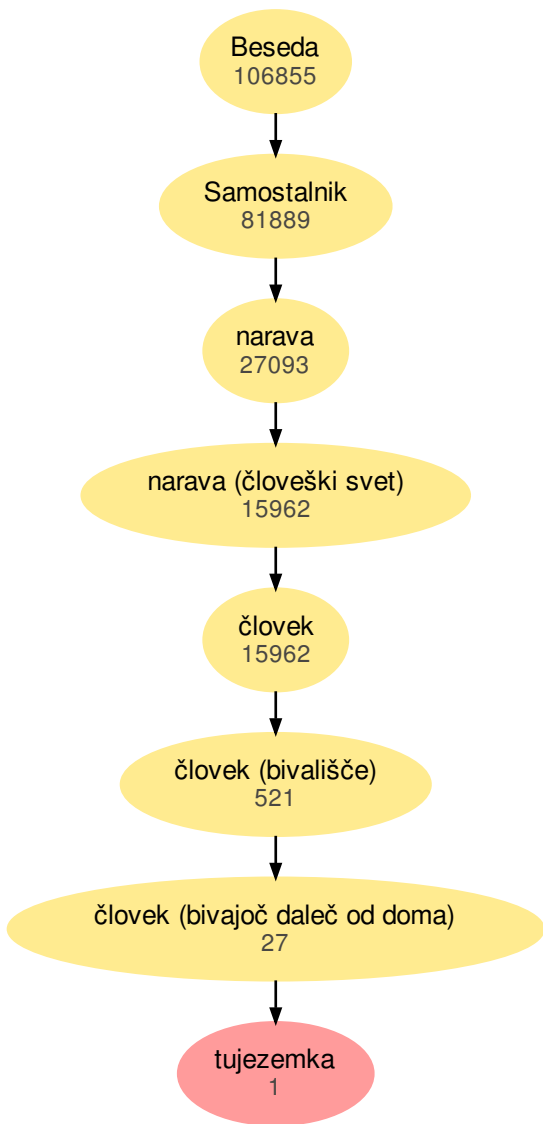 Beseda
106855
Samostalnik
81889
narava
27093
narava (človeški svet)
15962
človek
15962
človek (bivališče)
521
človek (bivajoč daleč od doma)
27
tujezemka
1